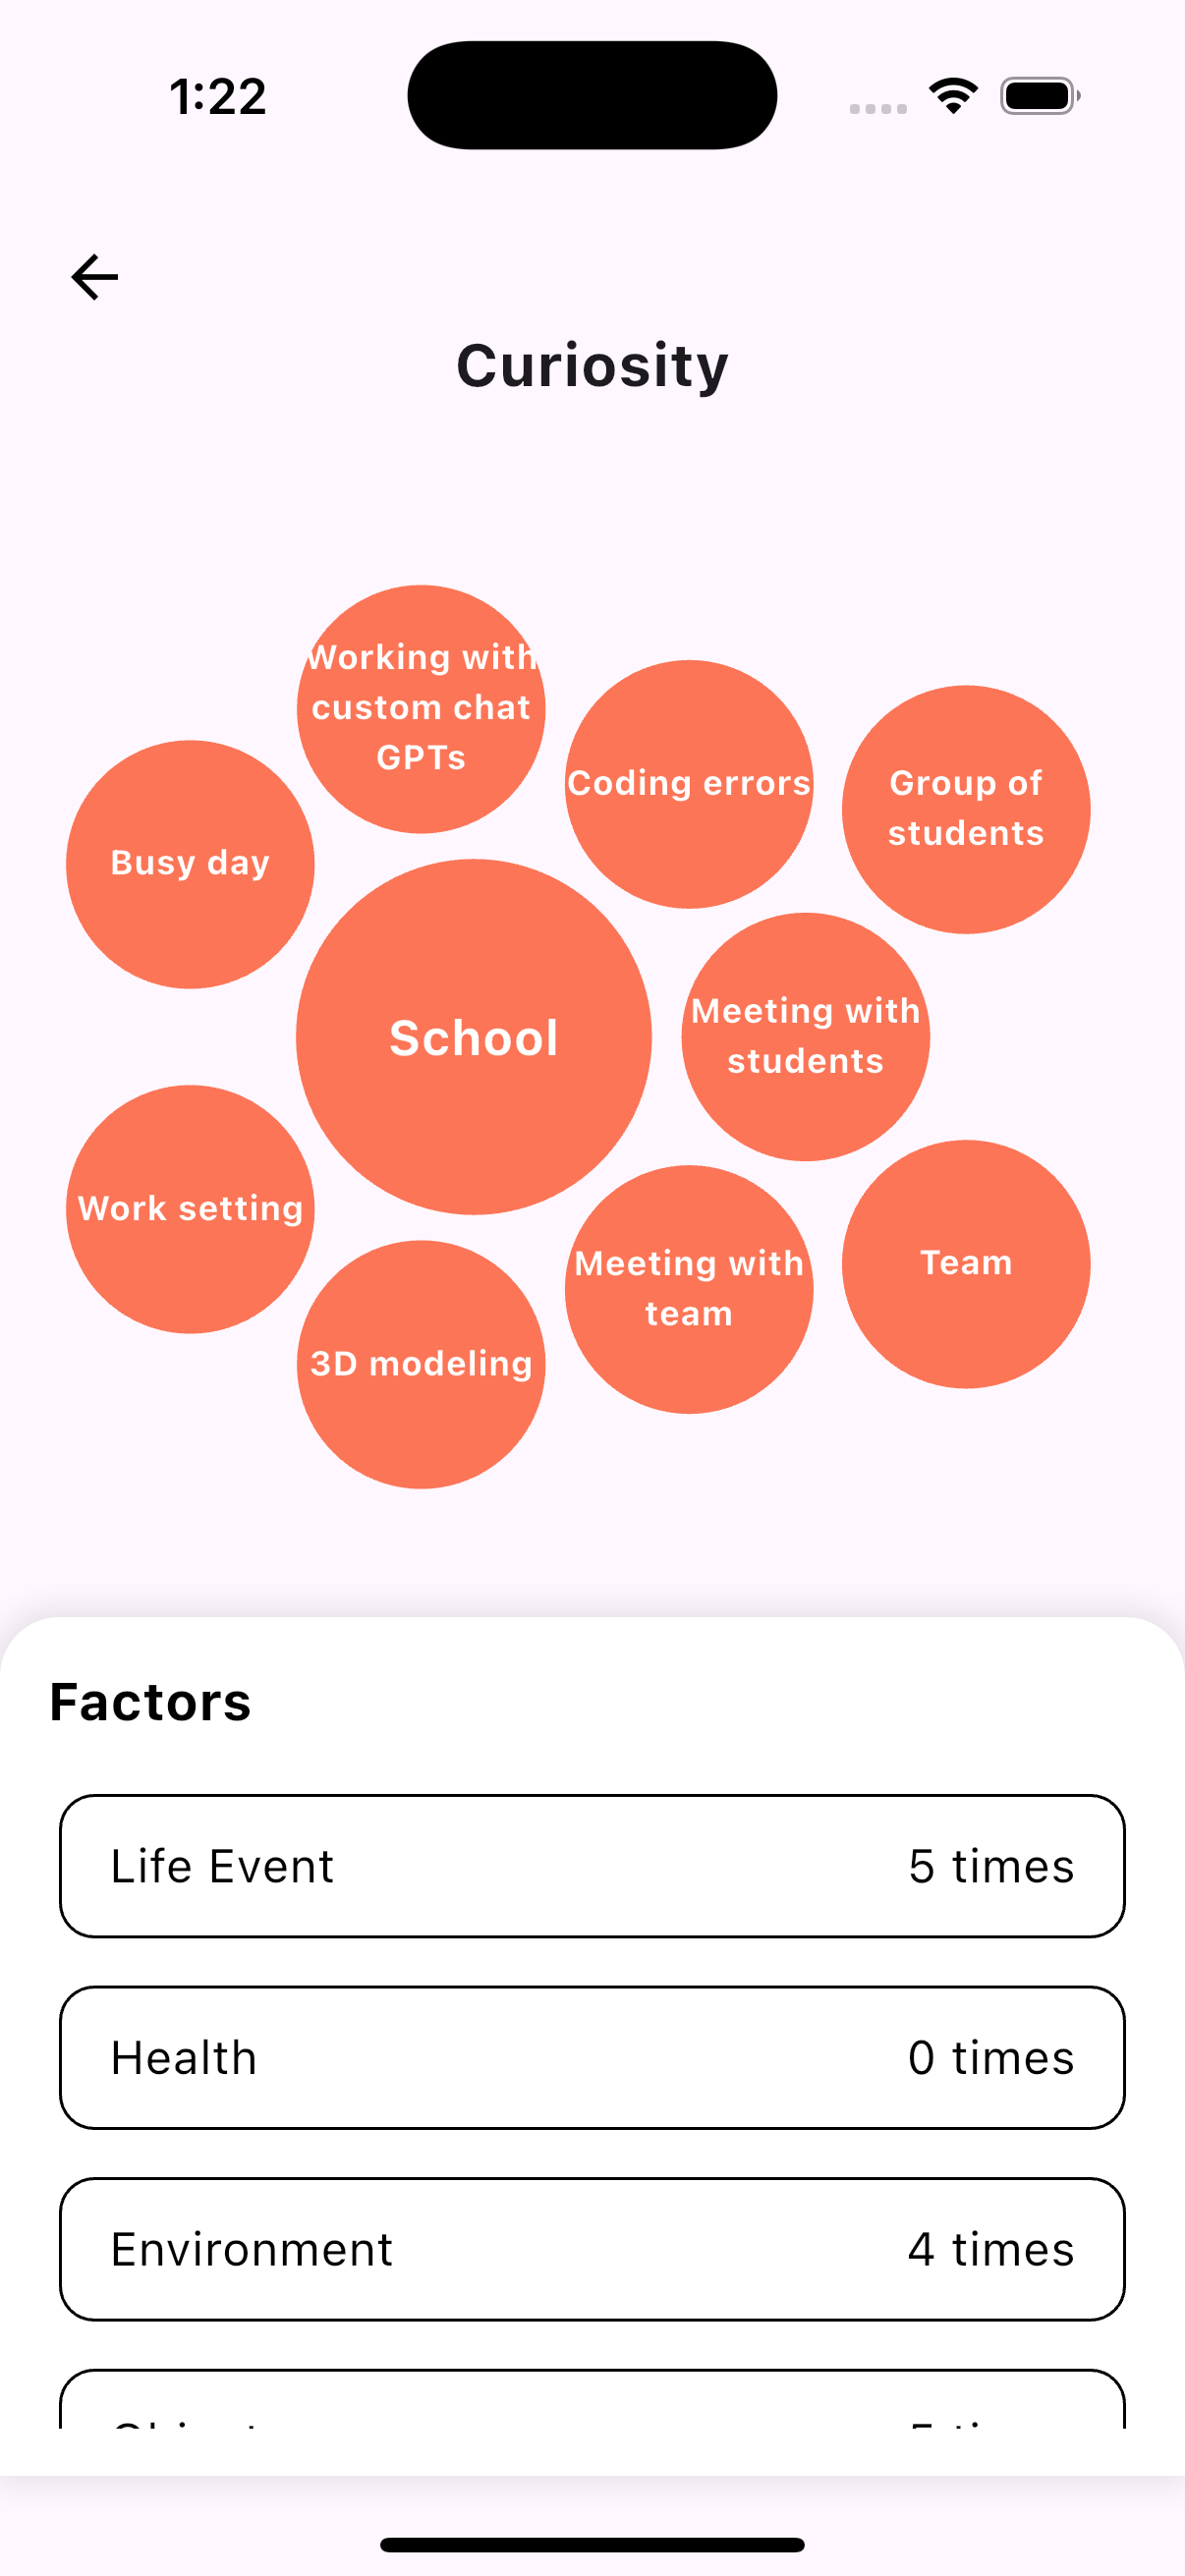 1:22
Curiosity
Working with
custom chat
GPTs
Coding errors
Group of
students
Busy day
School
Meeting with
students
Work setting
Meeting with
team
Team
3D modeling
Factors
Life Event 5 times
Health 0 times
Environment 4 times